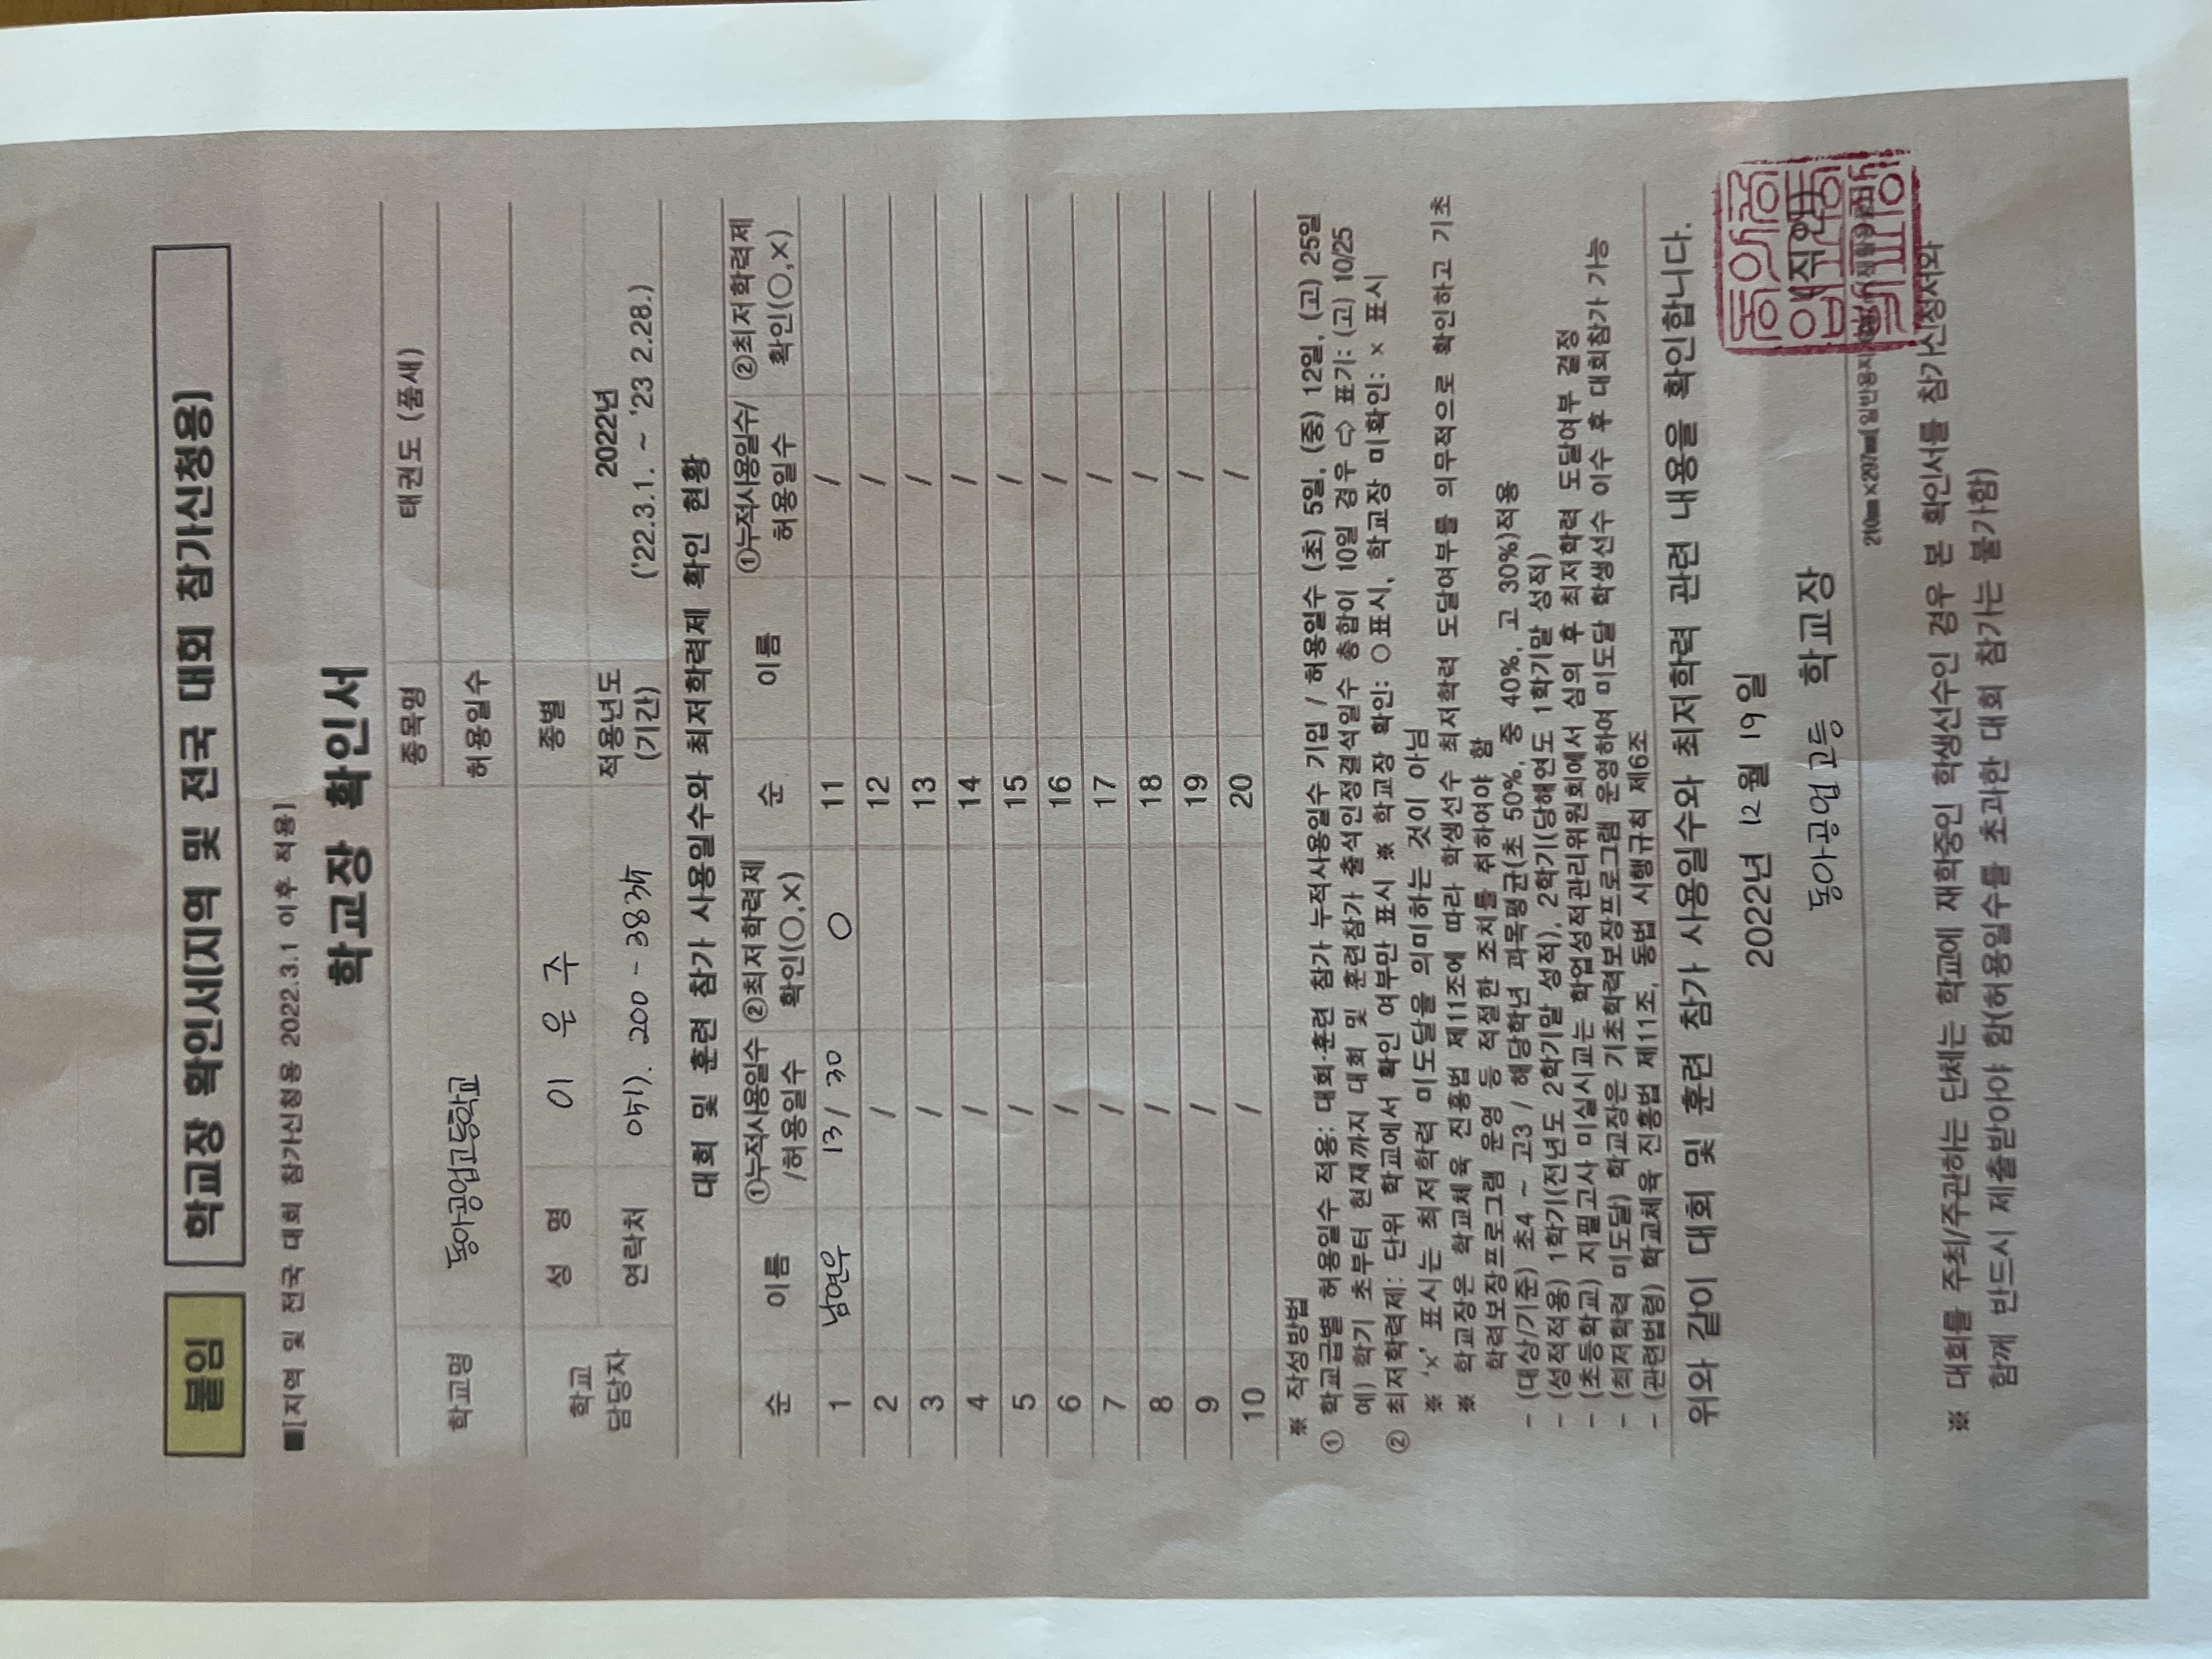 붙임
학교장 확인서(지역 및 전국 대회 참가신청용)
■[지역 및 전국 대회 참가신청용 2022.3.1 이후 적용]
학교장 확인서
학교명 동아공업고등학교 종목명 태권도 (품새)
허용일수
학교 담당자 성 명 이 은 주 종별
연락처 051). 200 - 3835 적용년도 (기간) 2022년 ('22.3.1. ~ '23 2.28.)
대회 및 훈련 참가 사용일수와 최저학력제 확인 현황
순 이름 ①누적사용일수 /허용일수 ②최저학력제 확인(○,×) 순 이름 ①누적사용일수/ 허용일수 ②최저학력제 확인(○,×)
1 남연우 13 / 30 ○ 11 /
2 / 12 /
3 / 13 /
4 / 14 /
5 / 15 /
6 / 16 /
7 / 17 /
8 / 18 /
9 / 19 /
10 / 20 /
※ 작성방법
① 학교급별 허용일수 적용: 대회·훈련 참가 누적사용일수 기입 / 허용일수 (초) 5일, (중) 12일, (고) 25일
예) 학기 초부터 현재까지 대회 및 훈련참가 출석인정결석일수 총합이 10일 경우 ⇨ 표기: (고) 10/25
② 최저학력제: 단위 학교에서 확인 여부만 표시 ※ 학교장 확인: ○표시, 학교장 미확인: × 표시
※ '×' 표시는 최저학력 미도달을 의미하는 것이 아님
※ 학교장은 학교체육 진흥법 제11조에 따라 학생선수 최저학력 도달여부를 의무적으로 확인하고 기초
학력보장프로그램 운영 등 적절한 조치를 취하여야 함
- (대상/기준) 초4 ~ 고3 / 해당학년 과목평균(초 50%, 중 40%, 고 30%)적용
- (성적적용) 1학기(전년도 2학기말 성적), 2학기(당해연도 1학기말 성적)
- (초등학교) 지필고사 미실시교는 학업성적관리위원회에서 심의 후 최저학력 도달여부 결정
- (최저학력 미도달) 학교장은 기초학력보장프로그램 운영하여 미도달 학생선수 이수 후 대회참가 가능
- (관련법령) 학교체육 진흥법 제11조, 동법 시행규칙 제6조
위와 같이 대회 및 훈련 참가 사용일수와 최저학력 관련 내용을 확인합니다.
2022년 12 월 19 일
동아공업고등 학교장 (직인)
210㎜×297㎜[일반용지
※ 대회를 주최/주관하는 단체는 학교에 재학중인 학생선수인 경우 본 확인서를 참가신청서와
함께 반드시 제출받아야 함(허용일수를 초과한 대회 참가는 불가함)